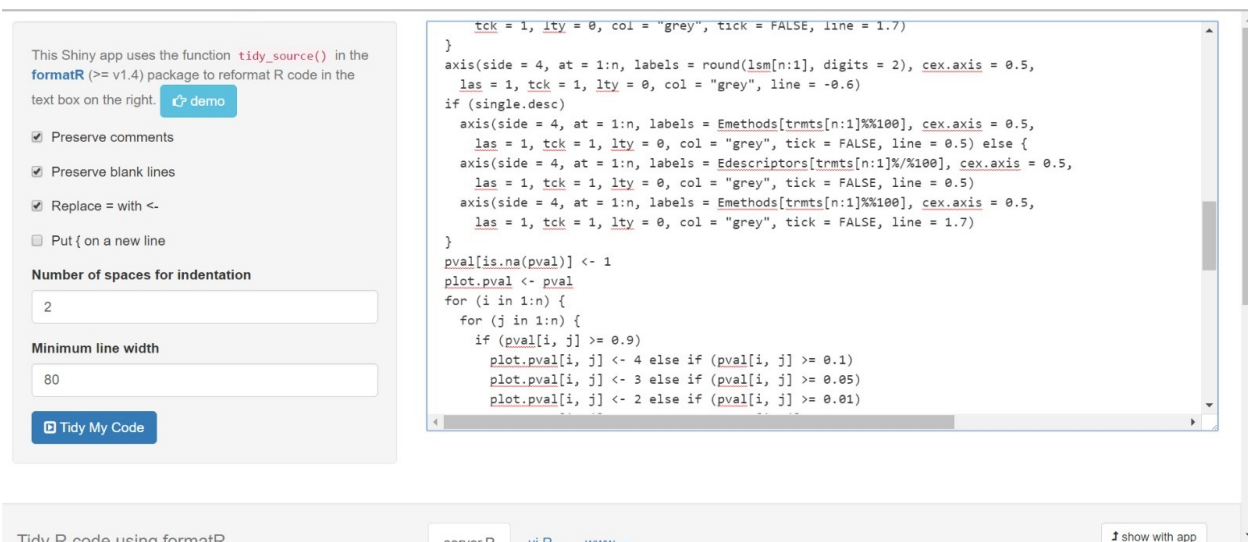 This Shiny app uses the function tidy_source() in the
formatR (>= v1.4) package to reformat R code in the
text box on the right. demo
Preserve comments
Preserve blank lines
Replace = with <-
Put { on a new line
Number of spaces for indentation
2
Minimum line width
80
Tidy My Code
tck = 1, lty = 0, col = "grey", tick = FALSE, line = 1.7)
}
axis(side = 4, at = 1:n, labels = round(lsm[n:1], digits = 2), cex.axis = 0.5,
las = 1, tck = 1, lty = 0, col = "grey", line = -0.6)
if (single.desc)
axis(side = 4, at = 1:n, labels = Emethods[trmts[n:1]%%100], cex.axis = 0.5,
las = 1, tck = 1, lty = 0, col = "grey", tick = FALSE, line = 0.5) else {
axis(side = 4, at = 1:n, labels = Edescriptors[trmts[n:1]%/%100], cex.axis = 0.5,
las = 1, tck = 1, lty = 0, col = "grey", tick = FALSE, line = 0.5)
axis(side = 4, at = 1:n, labels = Emethods[trmts[n:1]%%100], cex.axis = 0.5,
las = 1, tck = 1, lty = 0, col = "grey", tick = FALSE, line = 1.7)
}
pval[is.na(pval)] <- 1
plot.pval <- pval
for (i in 1:n) {
for (j in 1:n) {
if (pval[i, j] >= 0.9)
plot.pval[i, j] <- 4 else if (pval[i, j] >= 0.1)
plot.pval[i, j] <- 3 else if (pval[i, j] >= 0.05)
plot.pval[i, j] <- 2 else if (pval[i, j] >= 0.01)
Tidy R code using formatR
server.R ui.R www
show with app